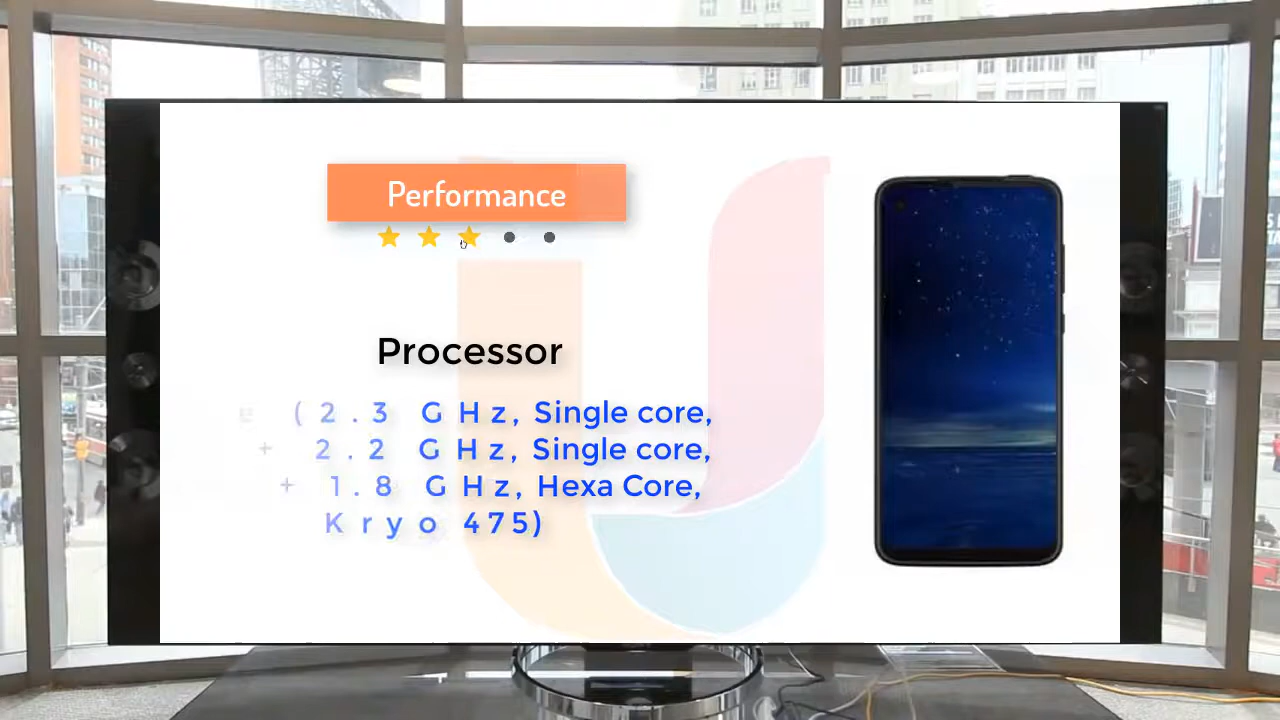 Performance
Processor
(2.3 GHz, Single core,
+ 2.2 GHz, Single core,
+ 1.8 GHz, Hexa Core,
Kryo 475)